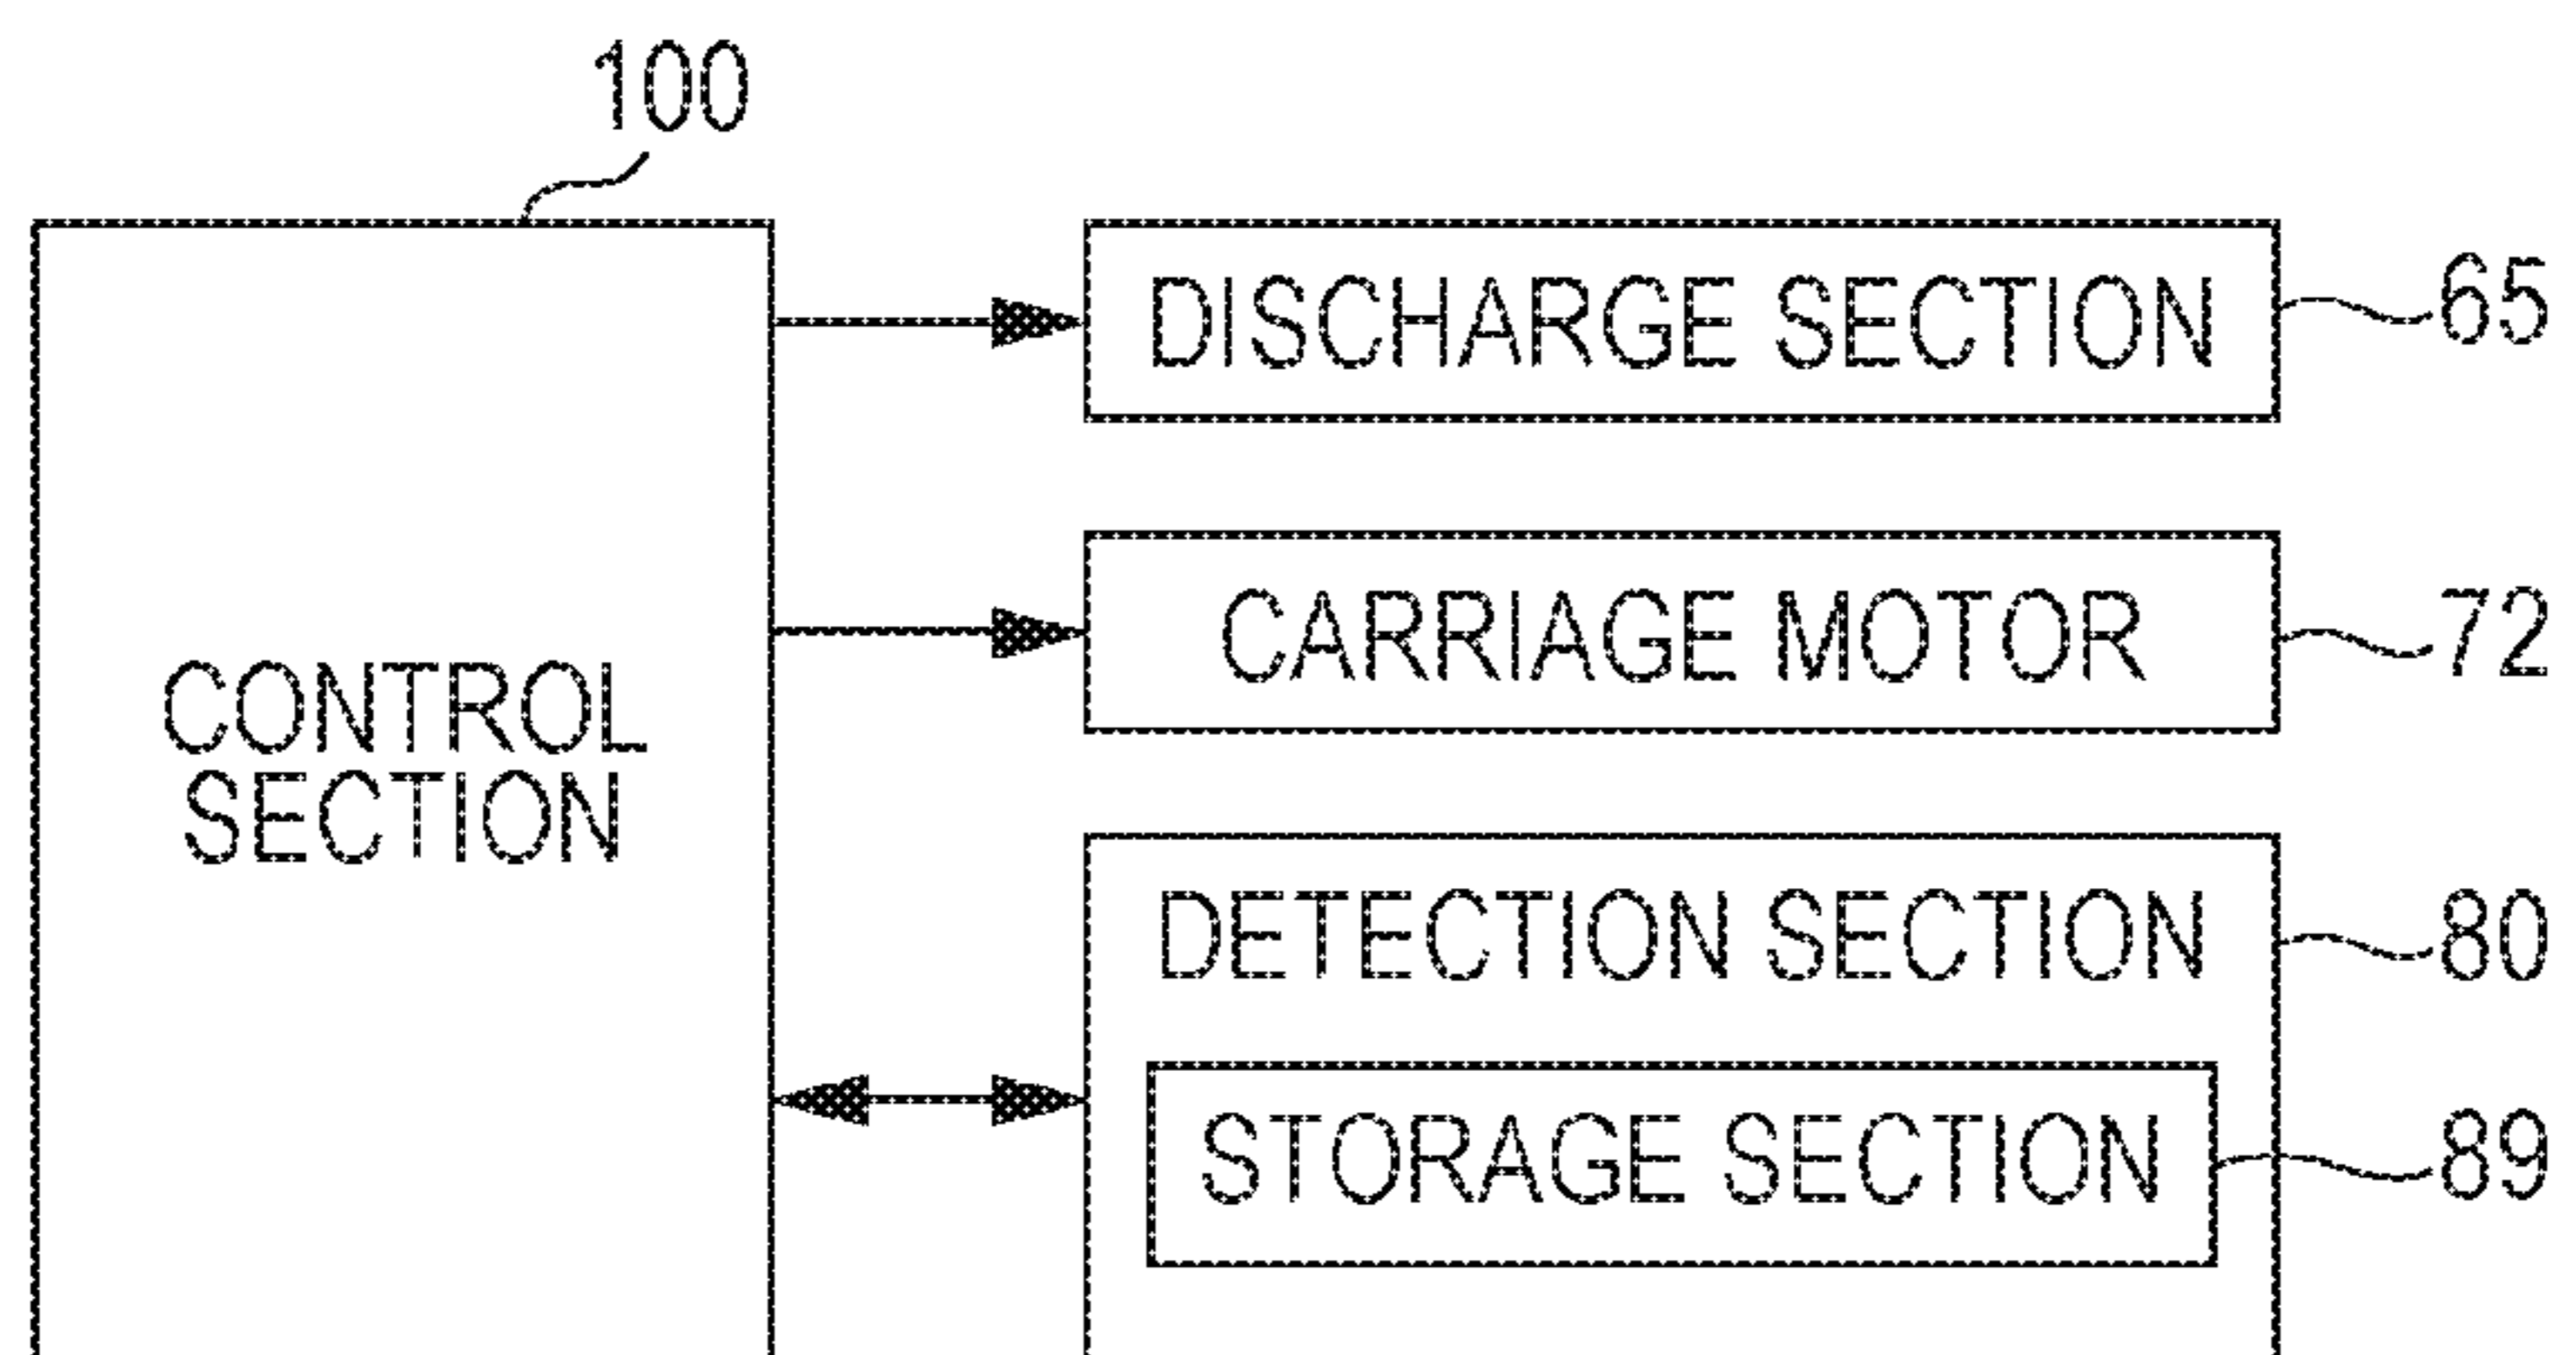 100
DISCHARGE SECTION
65
CARRIAGE MOTOR
72
CONTROL
SECTION
DETECTION SECTION
80
STORAGE SECTION
89